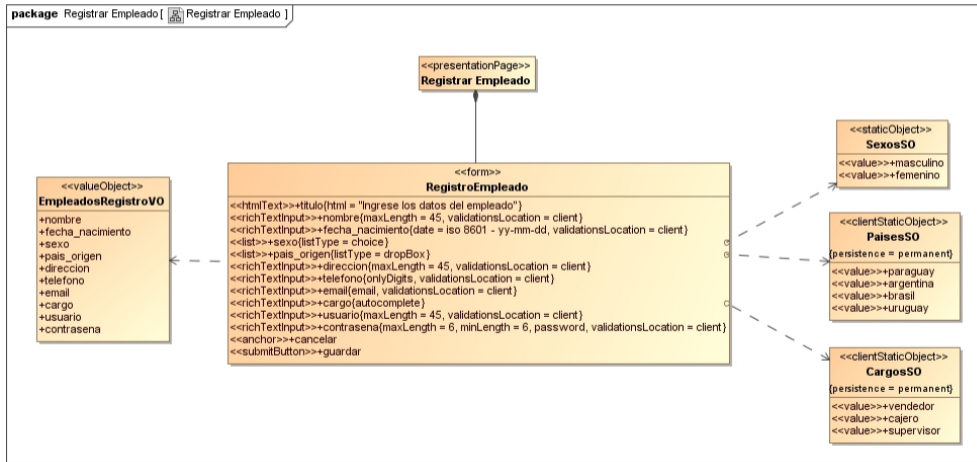 package Registrar Empleado [ Registrar Empleado ]
<<presentationPage>>
Registrar Empleado
<<valueObject>>
EmpleadosRegistroVO
+nombre
+fecha_nacimiento
+sexo
+pais_origen
+direccion
+telefono
+email
+cargo
+usuario
+contrasena
<<form>>
RegistroEmpleado
<<htmlText>>+titulo{html = "Ingrese los datos del empleado"}
<<richTextInput>>+nombre{maxLength = 45, validationsLocation = client}
<<richTextInput>>+fecha_nacimiento{date = iso 8601 - yy-mm-dd, validationsLocation = client}
<<list>>+sexo{listType = choice}
<<list>>+pais_origen{listType = dropBox}
<<richTextInput>>+direccion{maxLength = 45, validationsLocation = client}
<<richTextInput>>+telefono{onlyDigits, validationsLocation = client}
<<richTextInput>>+email{email, validationsLocation = client}
<<richTextInput>>+cargo{autocomplete}
<<richTextInput>>+usuario{maxLength = 45, validationsLocation = client}
<<richTextInput>>+contrasena{maxLength = 6, minLength = 6, password, validationsLocation = client}
<<anchor>>+cancelar
<<submitButton>>+guardar
<<staticObject>>
SexosSO
<<value>>+masculino
<<value>>+femenino
<<clientStaticObject>>
PaisesSO
{persistence = permanent}
<<value>>+paraguay
<<value>>+argentina
<<value>>+brasil
<<value>>+uruguay
<<clientStaticObject>>
CargosSO
{persistence = permanent}
<<value>>+vendedor
<<value>>+cajero
<<value>>+supervisor